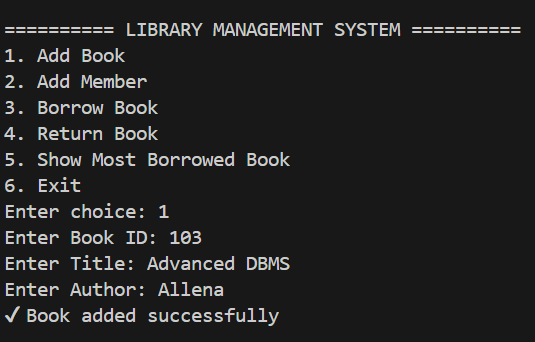 ========== LIBRARY MANAGEMENT SYSTEM ==========
1. Add Book
2. Add Member
3. Borrow Book
4. Return Book
5. Show Most Borrowed Book
6. Exit
Enter choice: 1
Enter Book ID: 103
Enter Title: Advanced DBMS
Enter Author: Allena
✓ Book added successfully